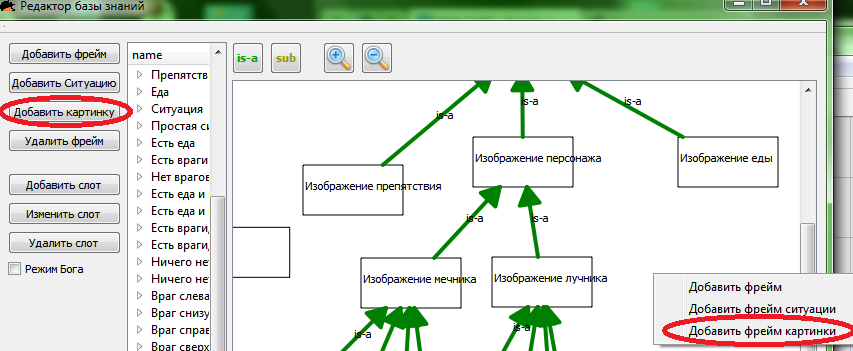 Редактор базы знаний
Добавить фрейм
Добавить Ситуацию
Добавить картинку
Удалить фрейм
Добавить слот
Изменить слот
Удалить слот
Режим Бога
name
Препятств
Еда
Ситуация
Простая си
Есть еда
Есть враги
Нет врагов
Есть еда и
Есть еда и
Есть враги,
Есть враги,
Ничего нет
Ничего нет
Враг слева
Враг снизу
Враг справ
Враг сверх
is-a
sub
is-a
is-a
is-a
Изображение препятствия
Изображение персонажа
Изображение еды
is-a
is-a
Изображение мечника
Изображение лучника
is-a
is-a
Добавить фрейм
Добавить фрейм ситуации
Добавить фрейм картинки